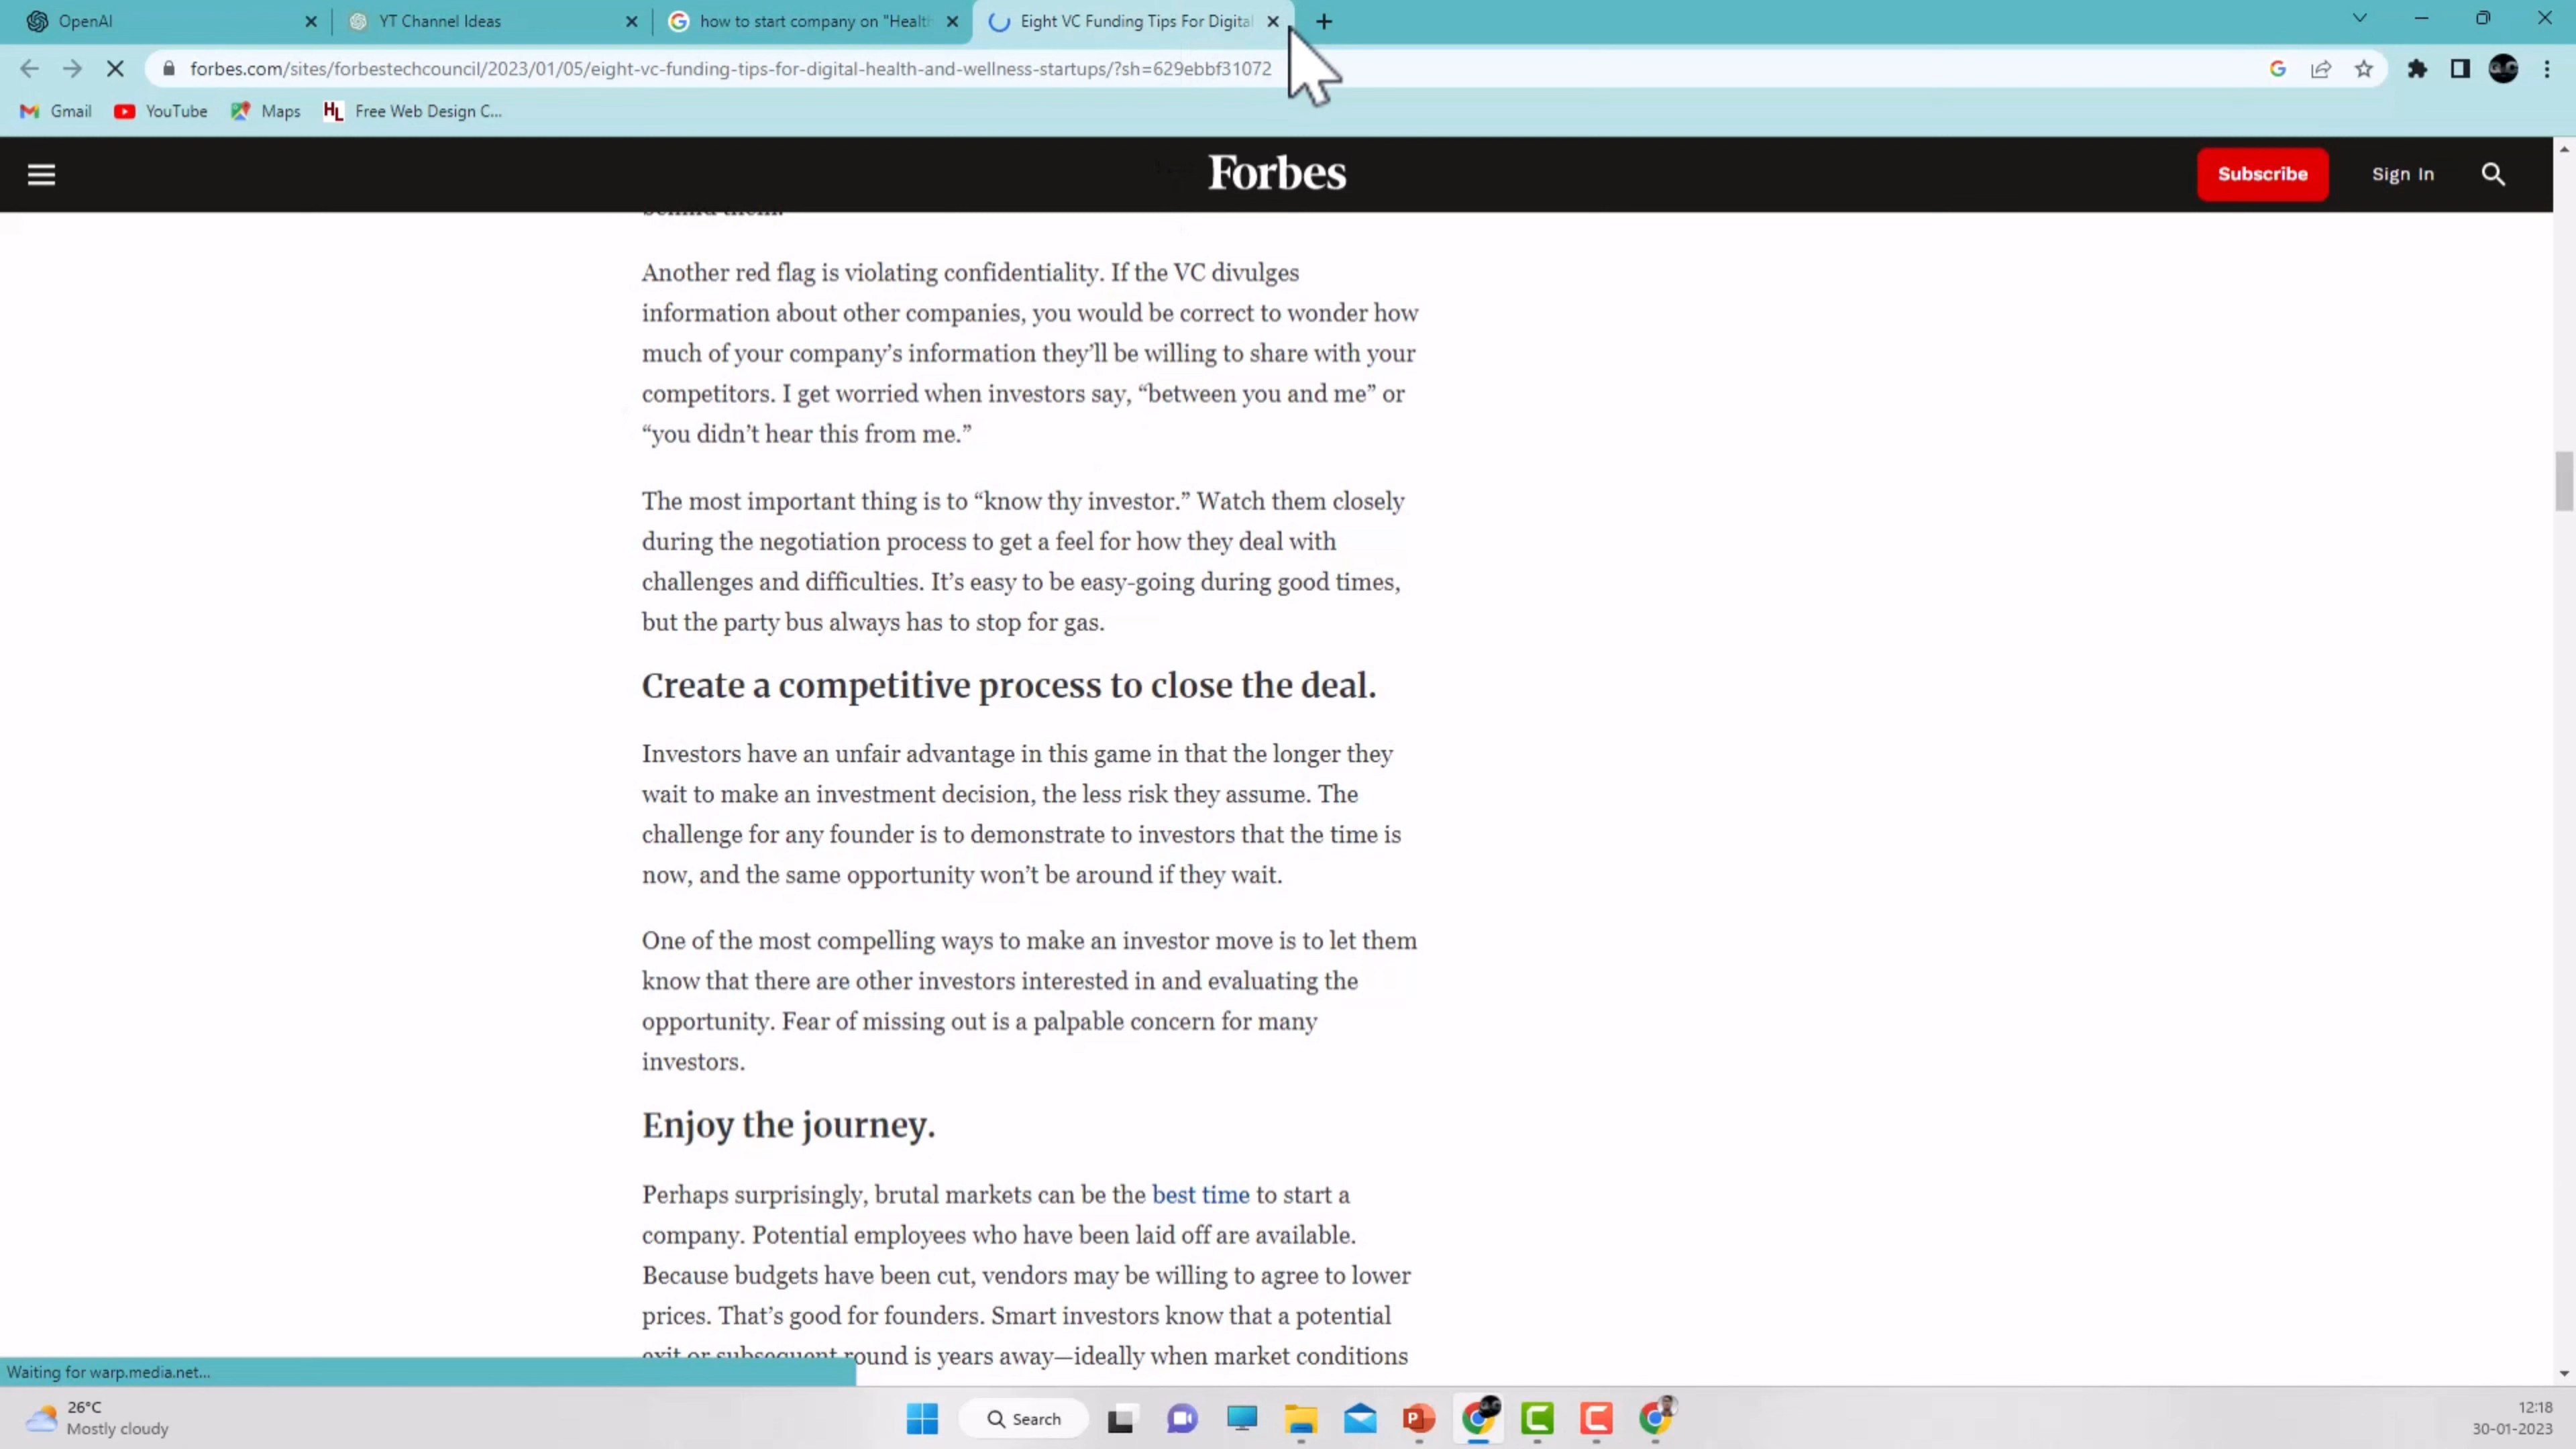 OpenAI
YT Channel Ideas
how to start company on "Health
Eight VC Funding Tips For Digital
forbes.com/sites/forbestechcouncil/2023/01/05/eight-vc-funding-tips-for-digital-health-and-wellness-startups/?sh=629ebbf31072
Gmail
YouTube
Maps
HL
Free Web Design C...
Forbes
Subscribe
Sign In
behind them.
Another red flag is violating confidentiality. If the VC divulges
information about other companies, you would be correct to wonder how
much of your company’s information they’ll be willing to share with your
competitors. I get worried when investors say, “between you and me” or
“you didn’t hear this from me.”
The most important thing is to “know thy investor.” Watch them closely
during the negotiation process to get a feel for how they deal with
challenges and difficulties. It’s easy to be easy-going during good times,
but the party bus always has to stop for gas.
Create a competitive process to close the deal.
Investors have an unfair advantage in this game in that the longer they
wait to make an investment decision, the less risk they assume. The
challenge for any founder is to demonstrate to investors that the time is
now, and the same opportunity won’t be around if they wait.
One of the most compelling ways to make an investor move is to let them
know that there are other investors interested in and evaluating the
opportunity. Fear of missing out is a palpable concern for many
investors.
Enjoy the journey.
Perhaps surprisingly, brutal markets can be the best time to start a
company. Potential employees who have been laid off are available.
Because budgets have been cut, vendors may be willing to agree to lower
prices. That’s good for founders. Smart investors know that a potential
exit or subsequent round is years away—ideally when market conditions
Waiting for warp.media.net...
26°C
Mostly cloudy
Search
12:18
30-01-2023